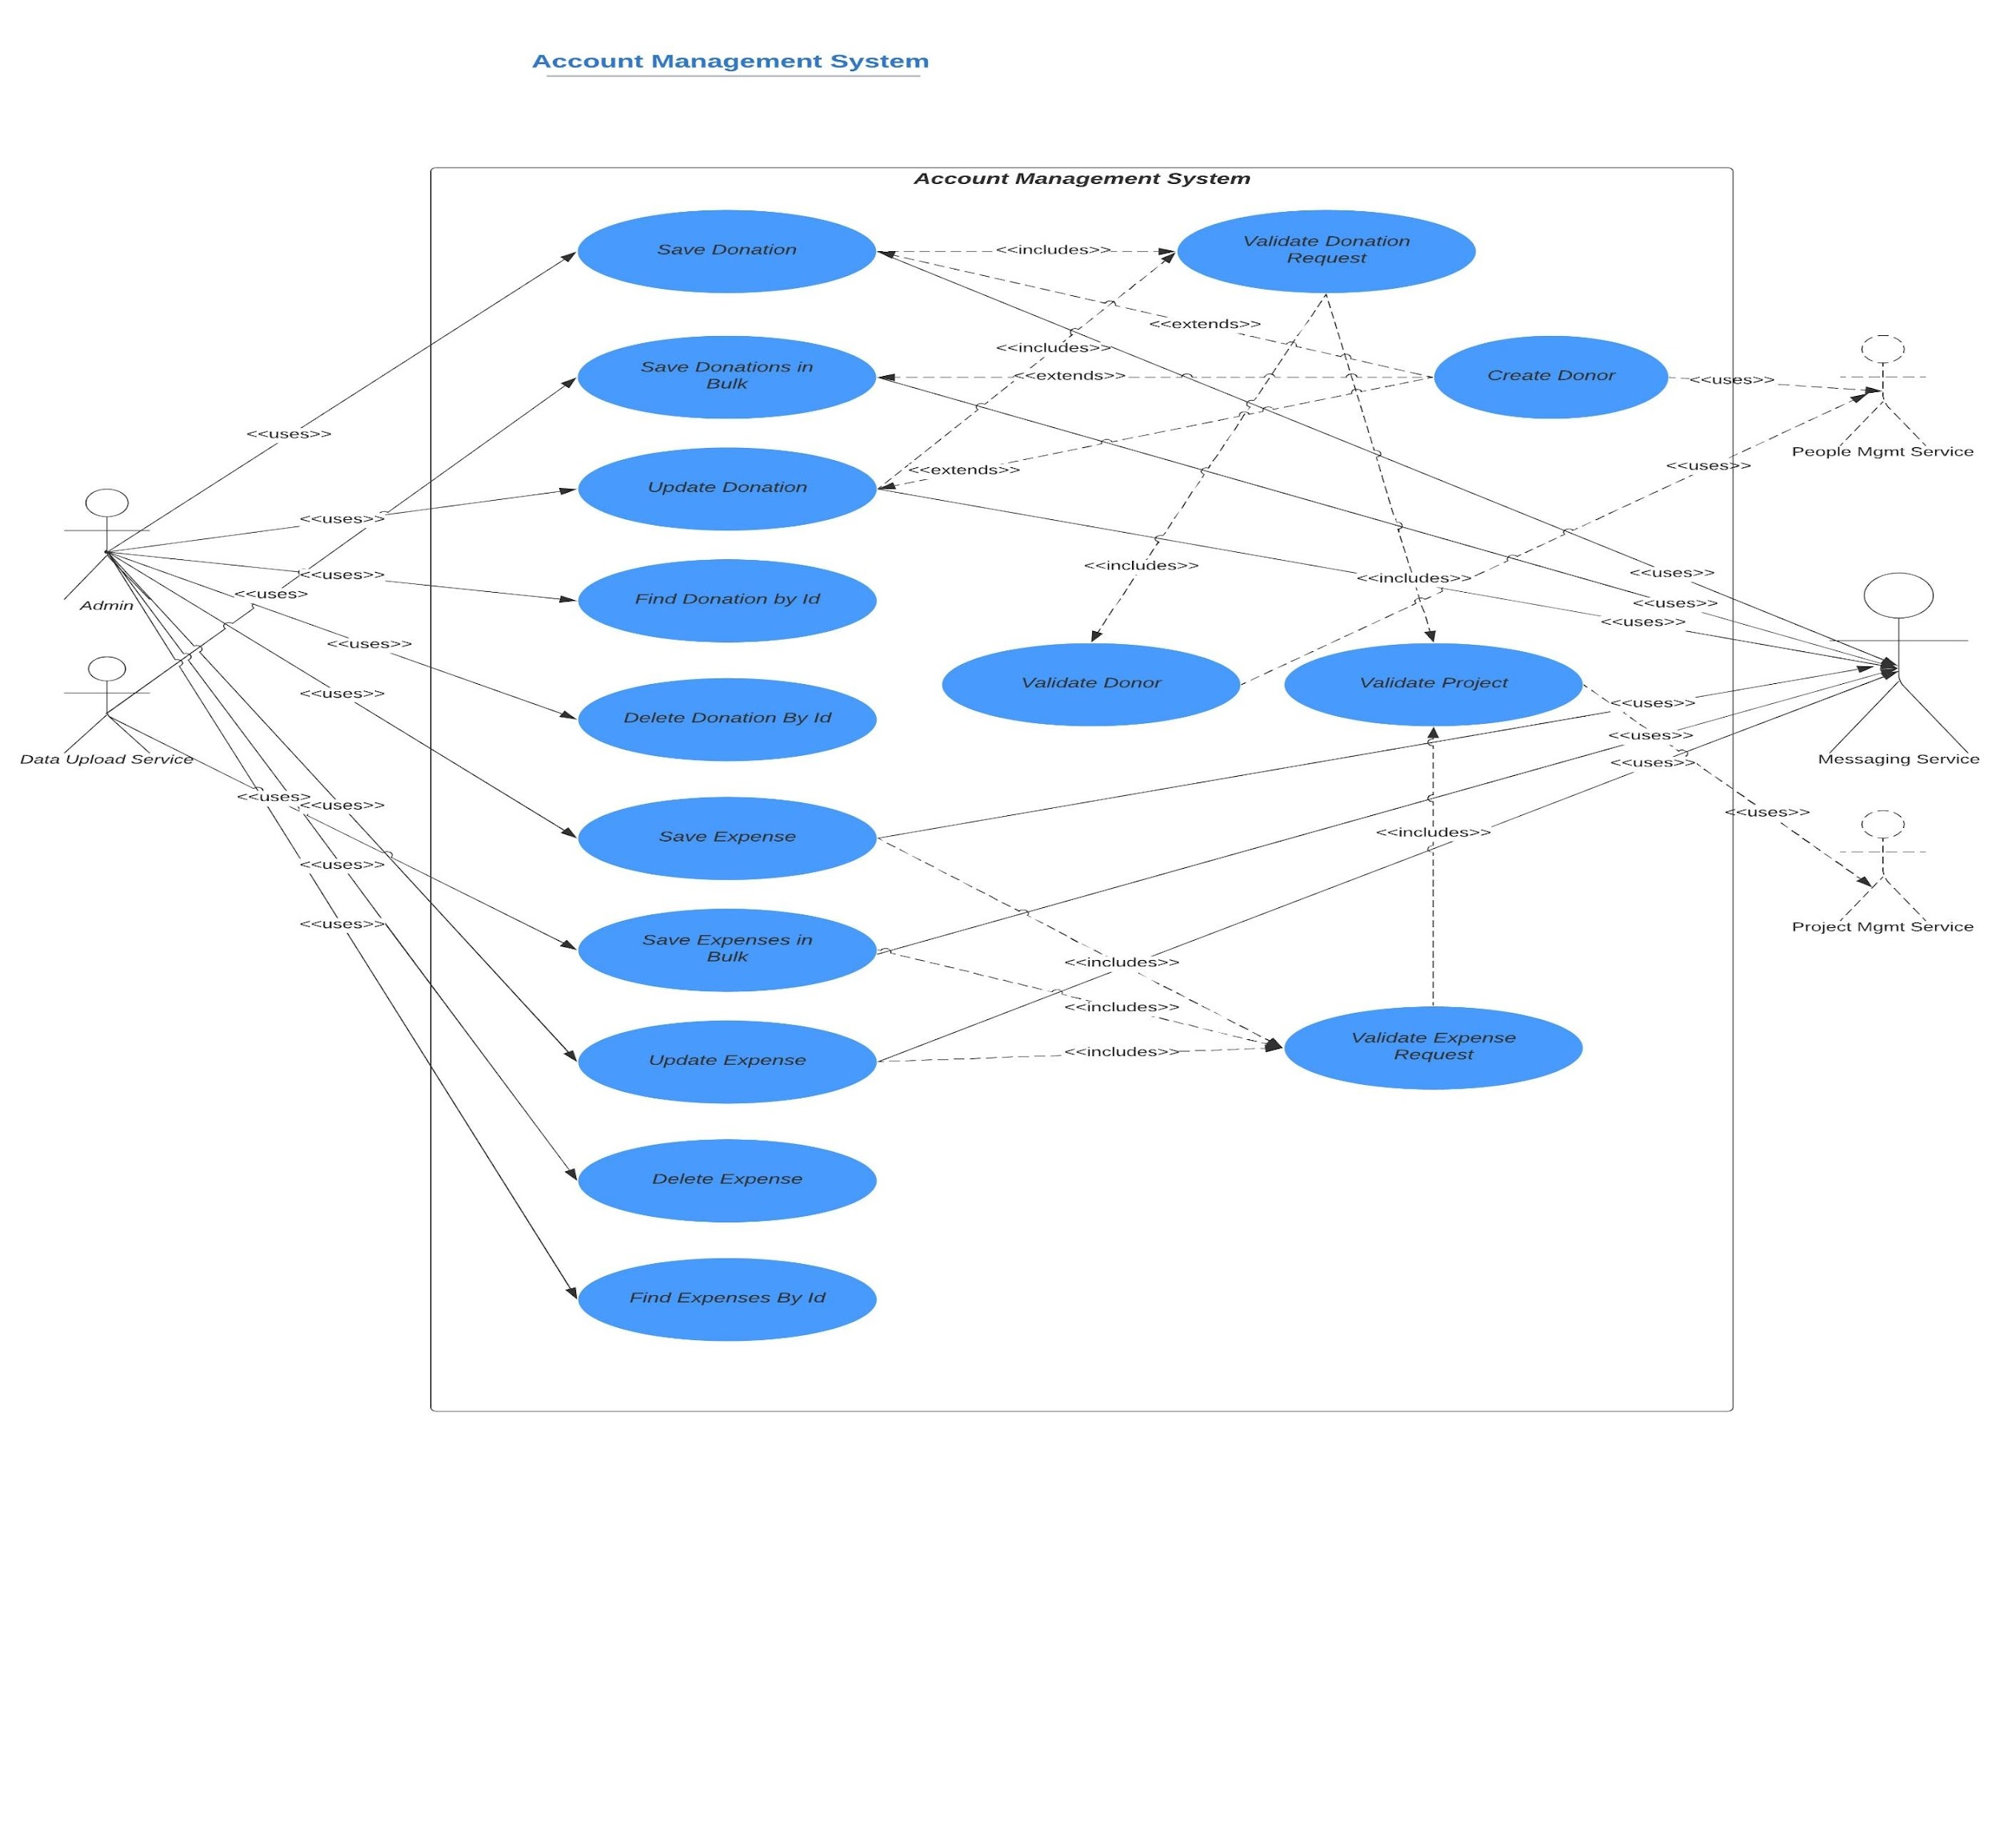 Account Management System
Account Management System
Save Donation
<<includes>>
Validate Donation
Request
<<extends>>
<<includes>>
Save Donations in
Bulk
<<extends>>
Create Donor
<<uses>>
<<uses>>
People Mgmt Service
<<uses>>
<<extends>>
Update Donation
<<uses>>
<<includes>>
<<includes>>
<<uses>>
<<uses>>
<<uses>
Find Donation by Id
<<uses>>
Admin
<<uses>>
<<uses>>
Validate Donor
Validate Project
<<uses>>
<<uses>>
Delete Donation By Id
<<uses>>
Data Upload Service
<<uses>>
Messaging Service
<<uses>
<<uses>>
<<uses>>
Save Expense
<<includes>>
<<uses>>
<<uses>>
Project Mgmt Service
Save Expenses in
Bulk
<<includes>>
<<includes>>
Update Expense
<<includes>>
Validate Expense
Request
Delete Expense
Find Expenses By Id